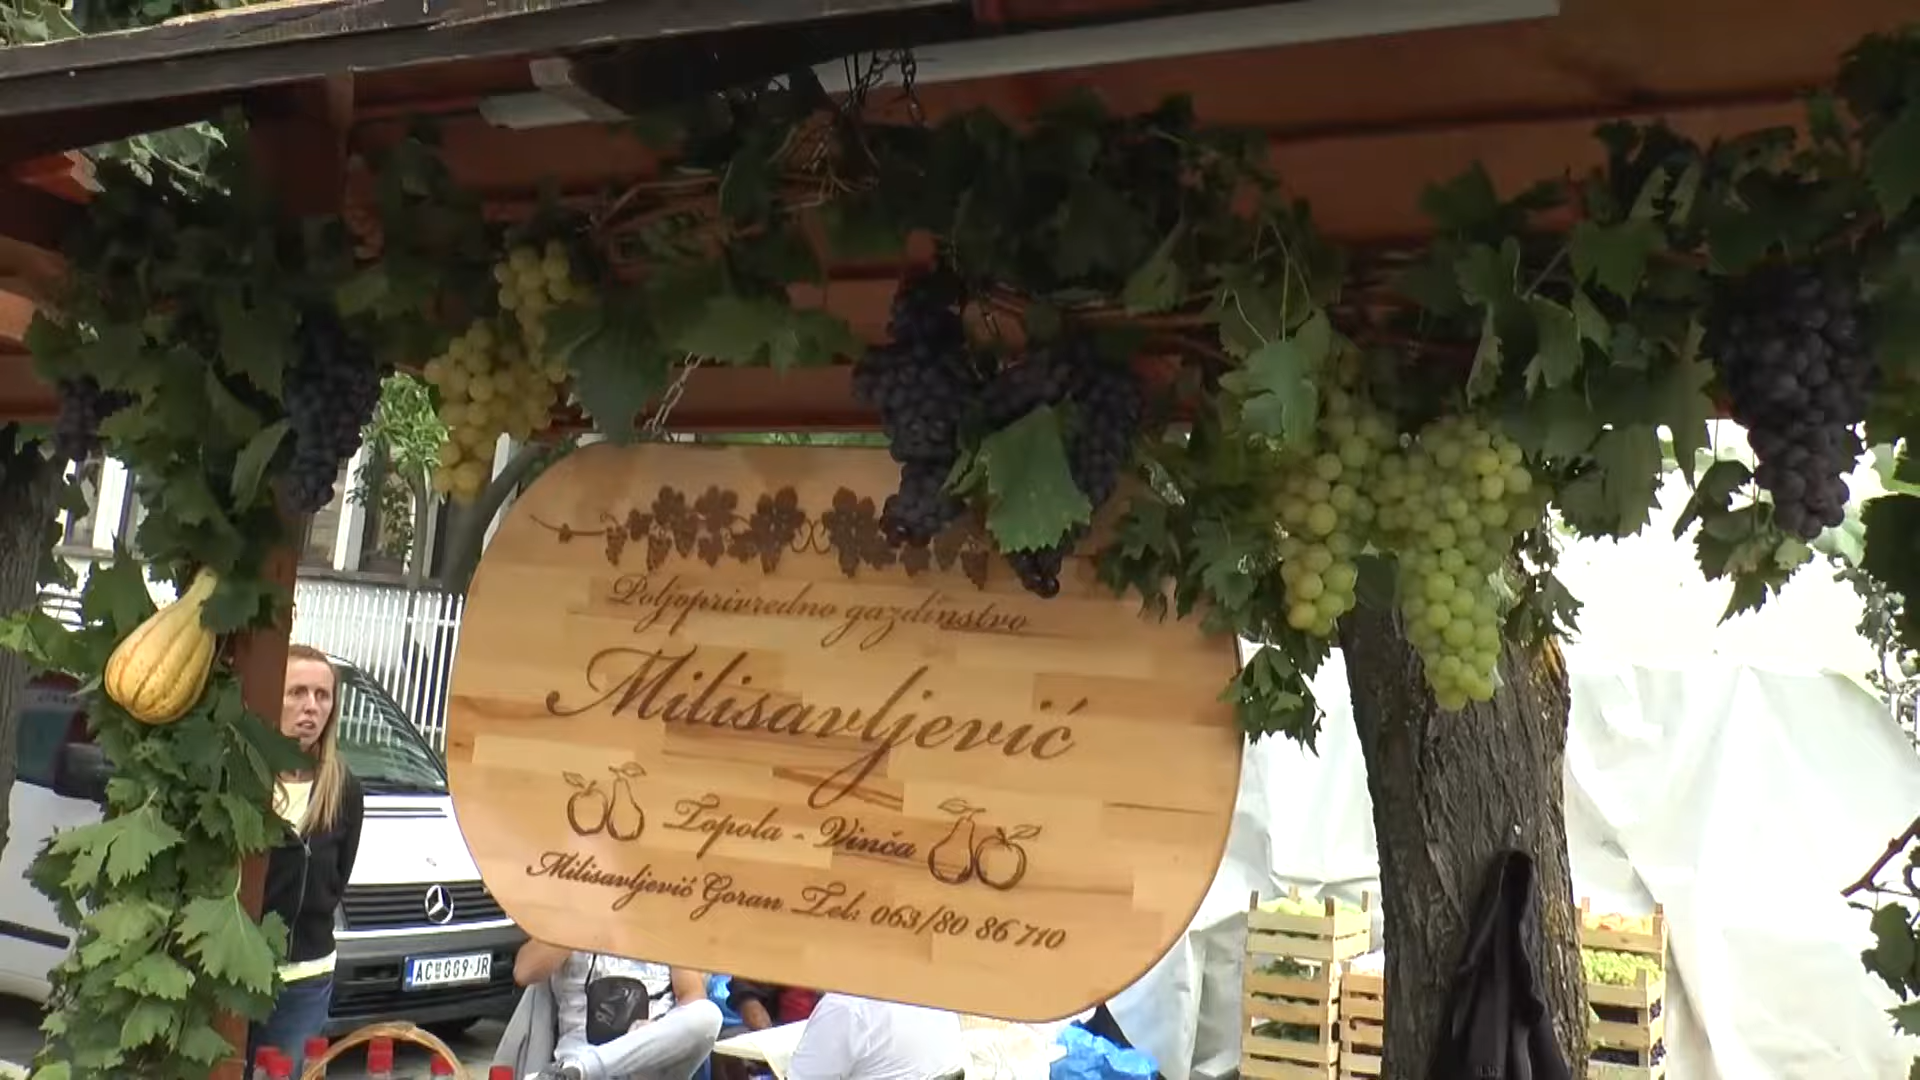 Poljoprivredno gazdinstvo
Milisavljević
Topola - Vinča
Milisavljević Goran Tel: 063/80 86 710
AC 009-JR